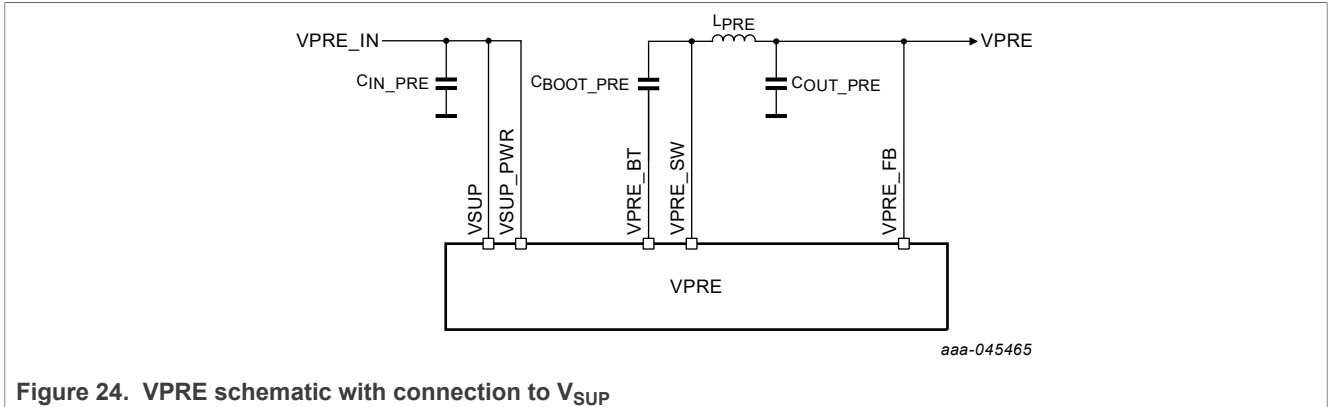 LPRE
VPRE_IN
VPRE
CIN_PRE
CBOOT_PRE
COUT_PRE
VSUP
VSUP_PWR
VPRE_BT
VPRE_SW
VPRE_FB
VPRE
aaa-045465
Figure 24. VPRE schematic with connection to VSUP